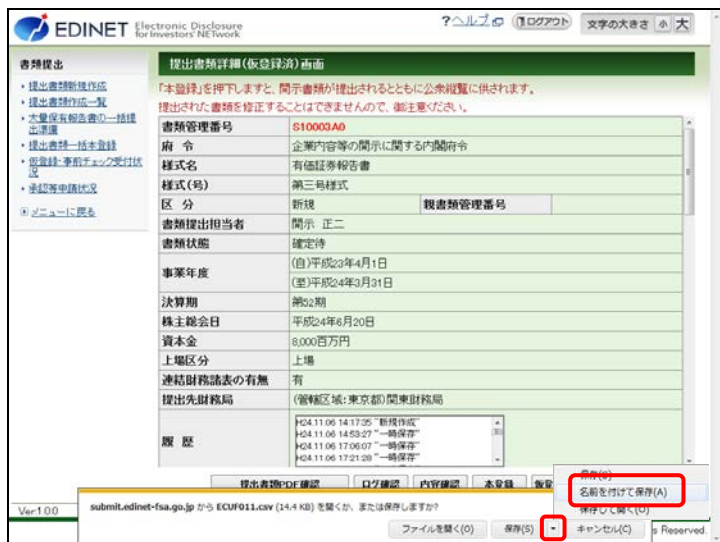 EDINET Electronic Disclosure for Investors' NETwork
?ヘルプ ログアウト 文字の大きさ 小 大
書類提出
・提出書類新規作成
・提出書類作成一覧
・大量保有報告書の一括提出準備
・提出書類一括本登録
・仮登録・事前チェック受付状況
・承認等申請状況
メニューに戻る
提出書類詳細(仮登録済)画面
「本登録」を押下しますと、開示書類が提出されるとともに公衆縦覧に供されます。
提出された書類を修正することはできませんので、御注意ください。
書類管理番号 S10003A0
府 令 企業内容等の開示に関する内閣府令
様式名 有価証券報告書
様式(号) 第三号様式
区 分 新規 親書類管理番号
書類提出担当者 開示 正二
書類状態 確定待
事業年度 (自)平成23年4月1日
(至)平成24年3月31日
決算期 第52期
株主総会日 平成24年6月20日
資本金 8,000百万円
上場区分 上場
連結財務諸表の有無 有
提出先財務局 (管轄区域:東京都)関東財務局
履 歴
H24.11.06 14:17:35 "新規作成"
H24.11.06 14:53:27 "一時保存"
H24.11.06 17:06:07 "一時保存"
H24.11.06 17:21:28 "一時保存"
提出書類PDF確認 ログ確認 内容確認 本登録 仮登
保存(S)
名前を付けて保存(A)
保存して開く(O)
Ver.1.00
submit.edinet-fsa.go.jp から ECUF011.csv (14.4 KB) を開くか、または保存しますか?
ファイルを開く(O) 保存(S) キャンセル(C)
s Reserved.